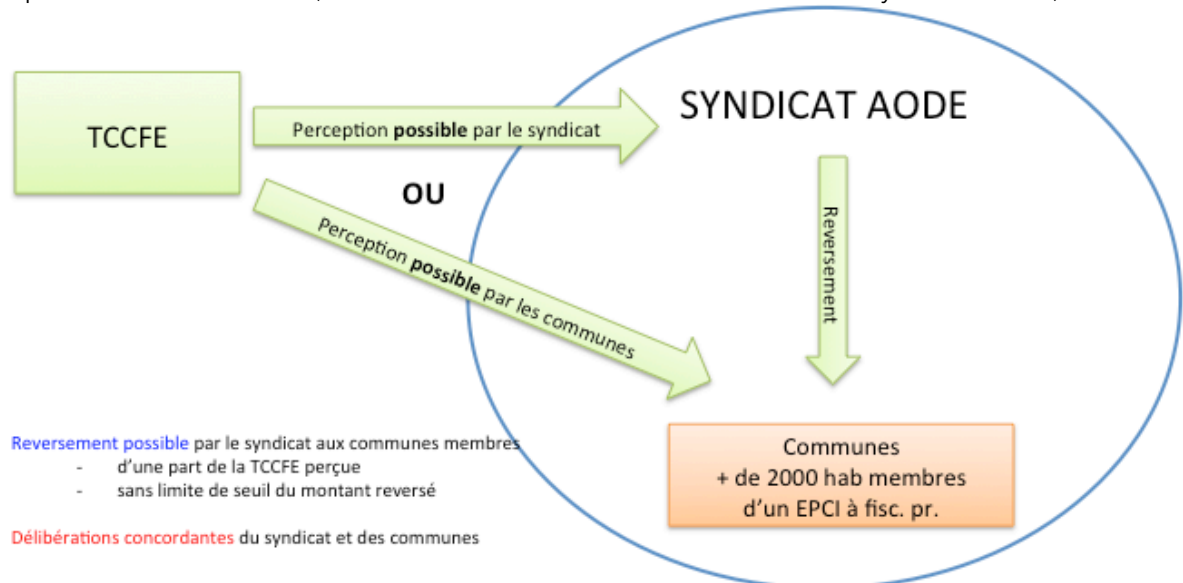 SYNDICAT AODE
TCCFE
Perception possible par le syndicat
OU
Perception possible par les communes
Reversement
Reversement possible par le syndicat aux communes membres
- d'une part de la TCCFE perçue
- sans limite de seuil du montant reversé
Délibérations concordantes du syndicat et des communes
Communes
+ de 2000 hab membres
d'un EPCI à fisc. pr.